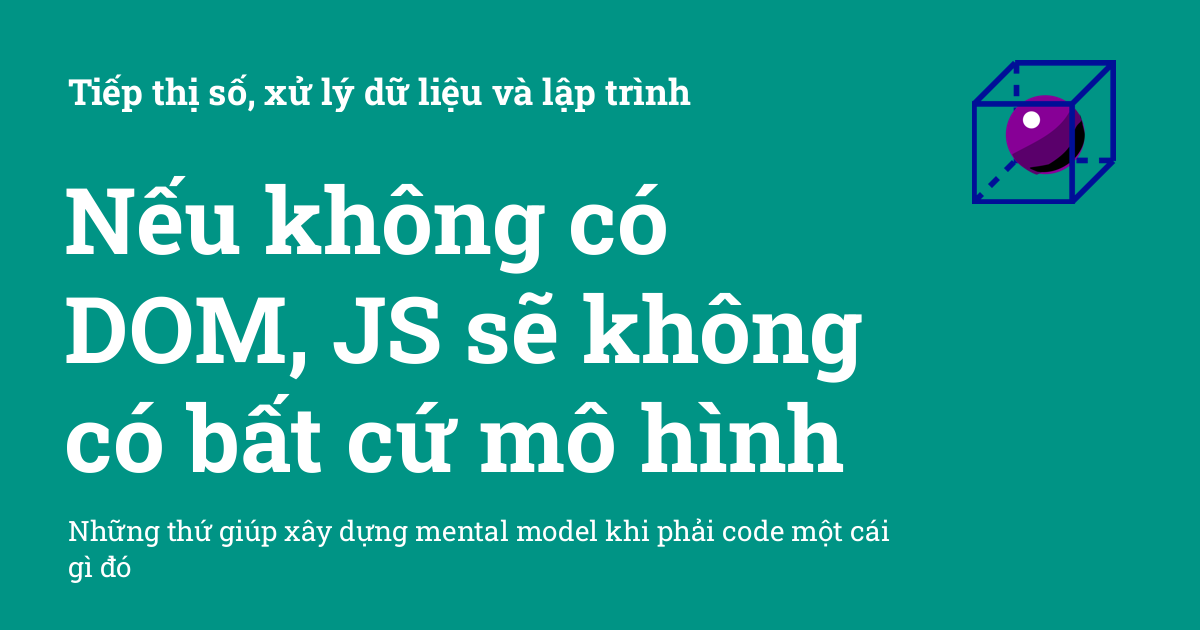 Tiếp thị số, xử lý dữ liệu và lập trình
Nếu không có
DOM, JS sẽ không
có bất cứ mô hình
Những thứ giúp xây dựng mental model khi phải code một cái
gì đó